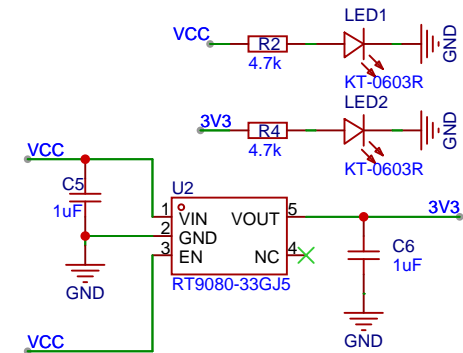 LED1
VCC
R2
4.7k
KT-0603R
GND
LED2
3V3
R4
4.7k
KT-0603R
GND
VCC
C5
1uF
GND
U2
1 VIN VOUT 5
2 GND
3 EN NC 4
RT9080-33GJ5
3V3
C6
1uF
GND
VCC